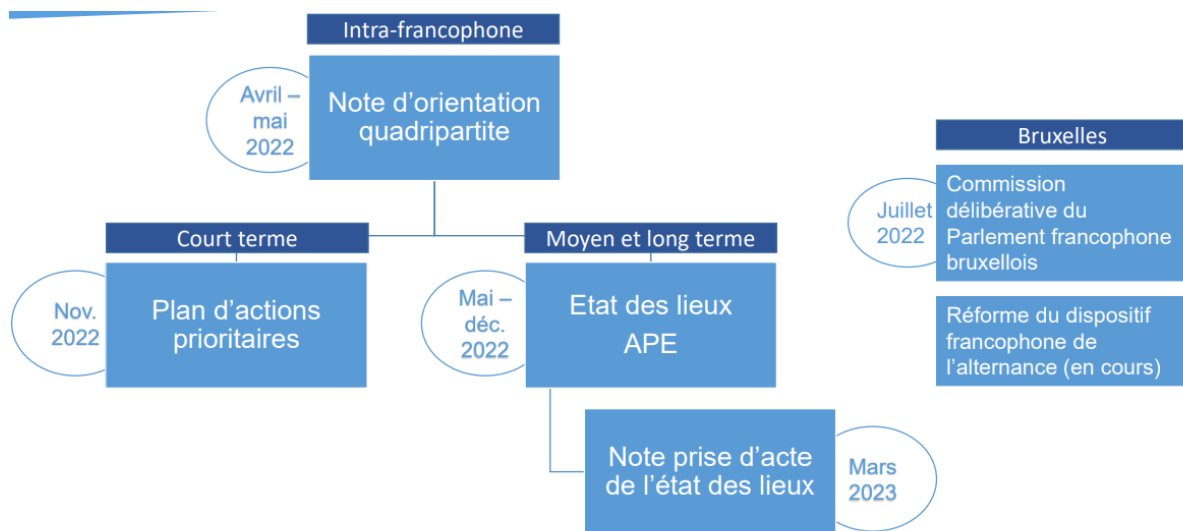 Intra-francophone
Avril –
mai
2022
Note d’orientation
quadripartite
Court terme
Nov.
2022
Plan d’actions
prioritaires
Moyen et long terme
Mai –
déc.
2022
Etat des lieux
APE
Note prise d’acte
de l’état des lieux
Mars
2023
Bruxelles
Juillet
2022
Commission
délibérative du
Parlement francophone
bruxellois
Réforme du dispositif
francophone de
l’alternance (en cours)